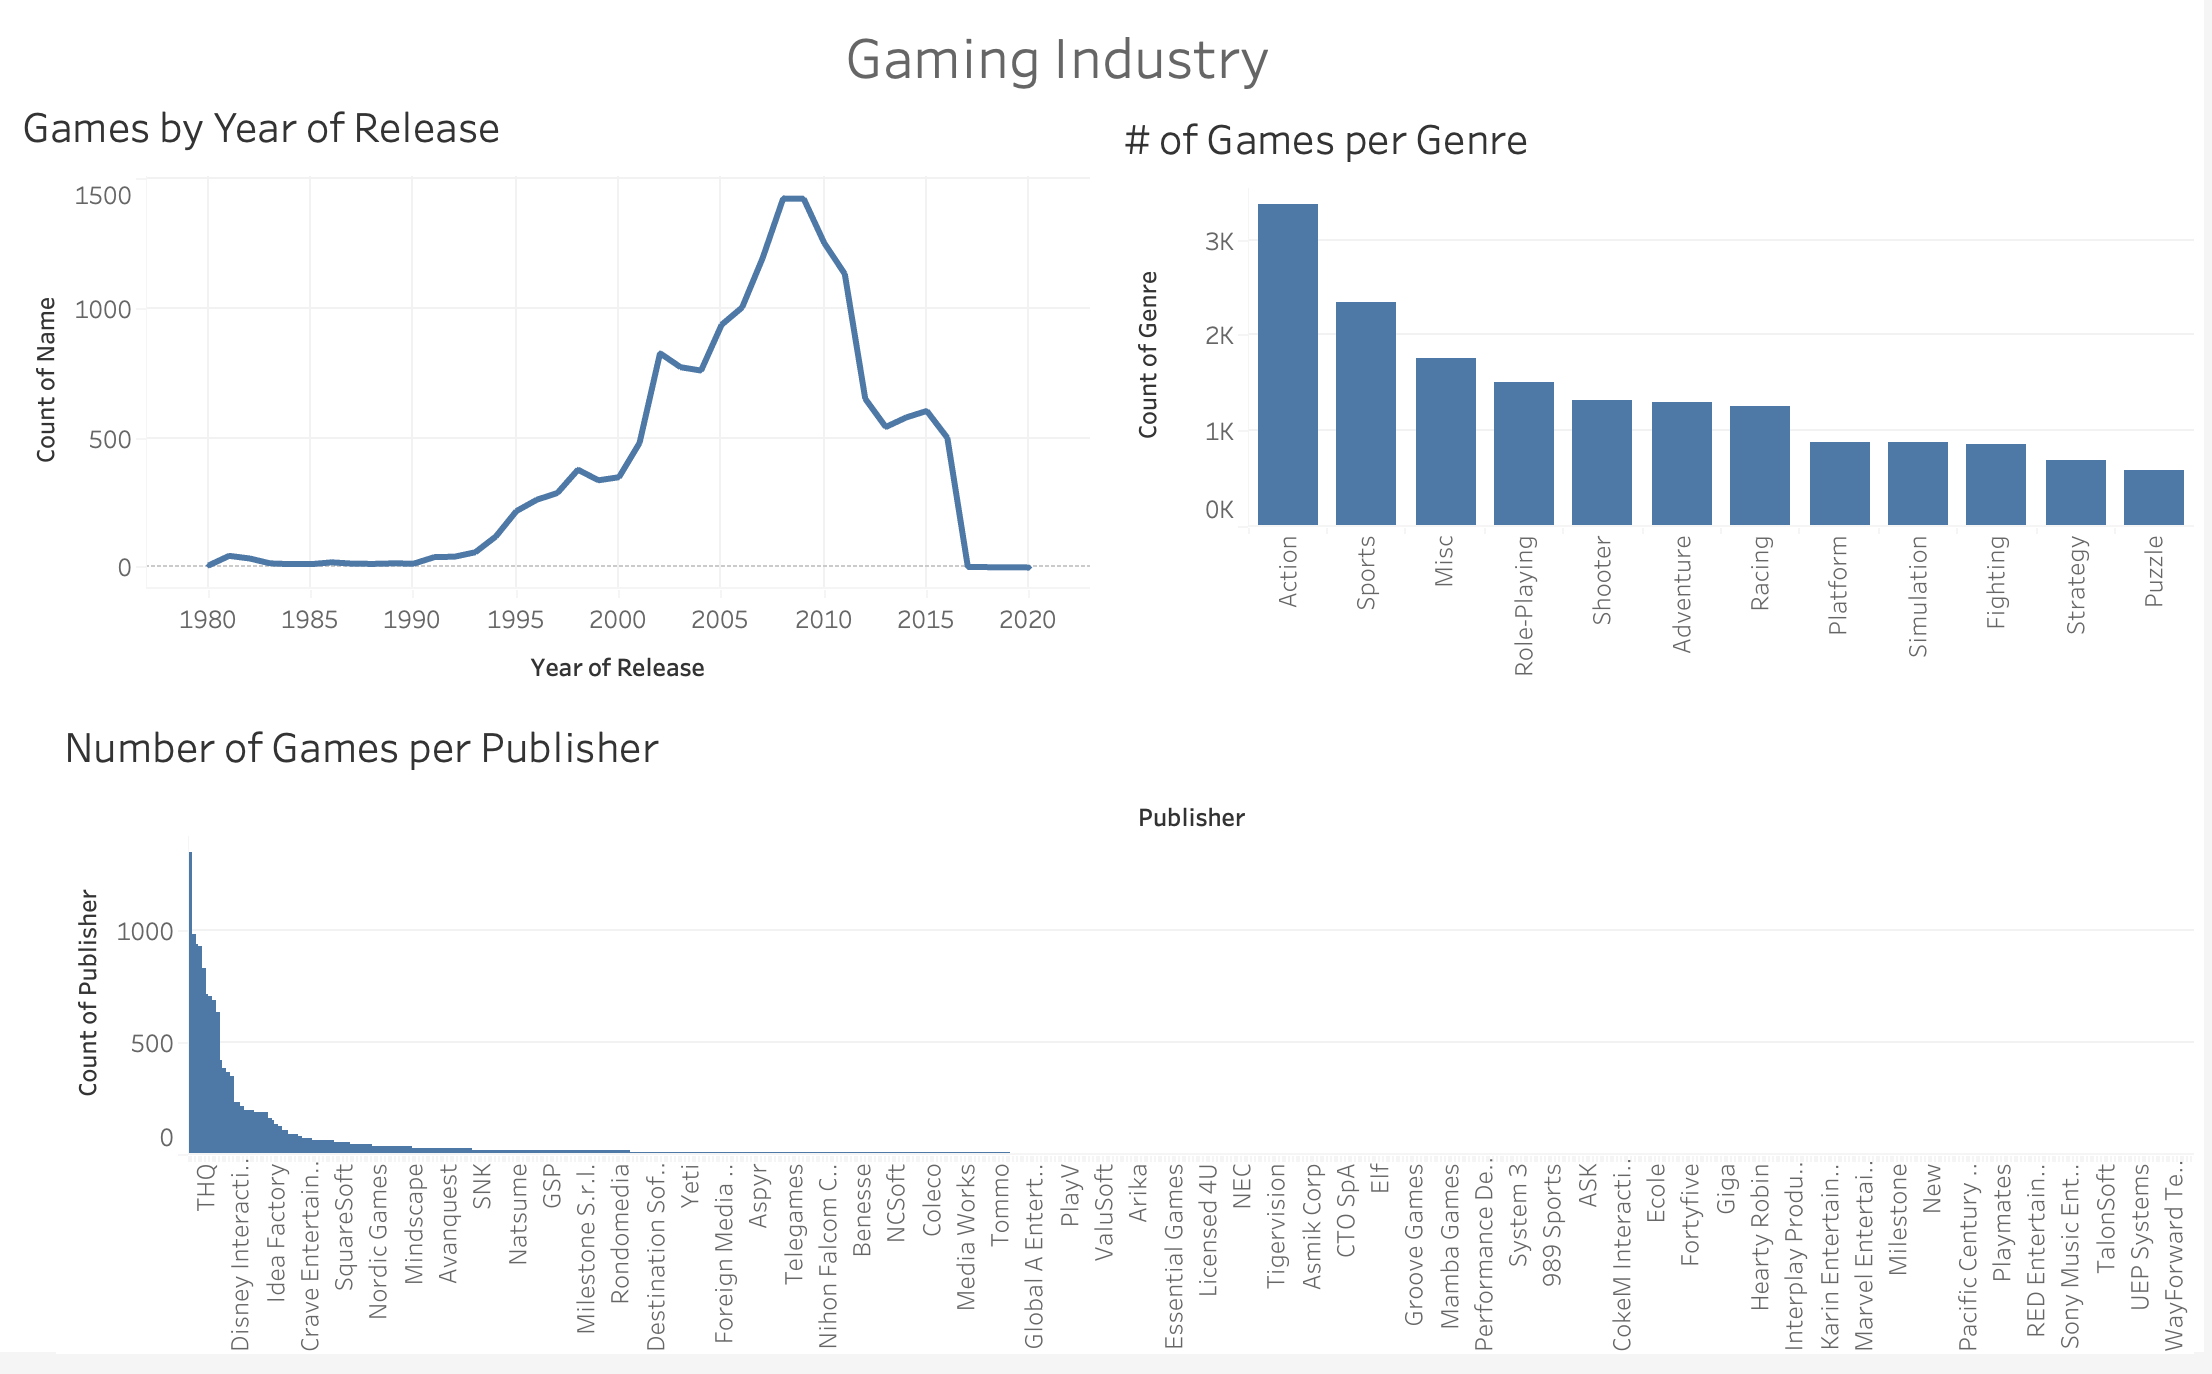 Gaming Industry
Games by Year of Release
Count of Name
1500
1000
500
0
1980 1985 1990 1995 2000 2005 2010 2015 2020
Year of Release
# of Games per Genre
Count of Genre
3K
2K
1K
0K
Action
Sports
Misc
Role-Playing
Shooter
Adventure
Racing
Platform
Simulation
Fighting
Strategy
Puzzle
Number of Games per Publisher
Publisher
Count of Publisher
1000
500
0
THQ
Disney Interacti..
Idea Factory
Crave Entertain..
SquareSoft
Nordic Games
Mindscape
Avanquest
SNK
Natsume
GSP
Milestone S.r.l.
Rondomedia
Destination Sof..
Yeti
Foreign Media ..
Aspyr
Telegames
Nihon Falcom C..
Benesse
NCSoft
Coleco
Media Works
Tommo
Global A Entert..
PlayV
ValuSoft
Arika
Essential Games
Licensed 4U
NEC
Tigervision
Asmik Corp
CTO SpA
Elf
Groove Games
Mamba Games
Performance De..
System 3
989 Sports
ASK
CokeM Interacti..
Ecole
Fortyfive
Giga
Hearty Robin
Interplay Produ..
Karin Entertain..
Marvel Entertai..
Milestone
New
Pacific Century ..
Playmates
RED Entertain..
Sony Music Ent..
TalonSoft
UEP Systems
WayForward Te..